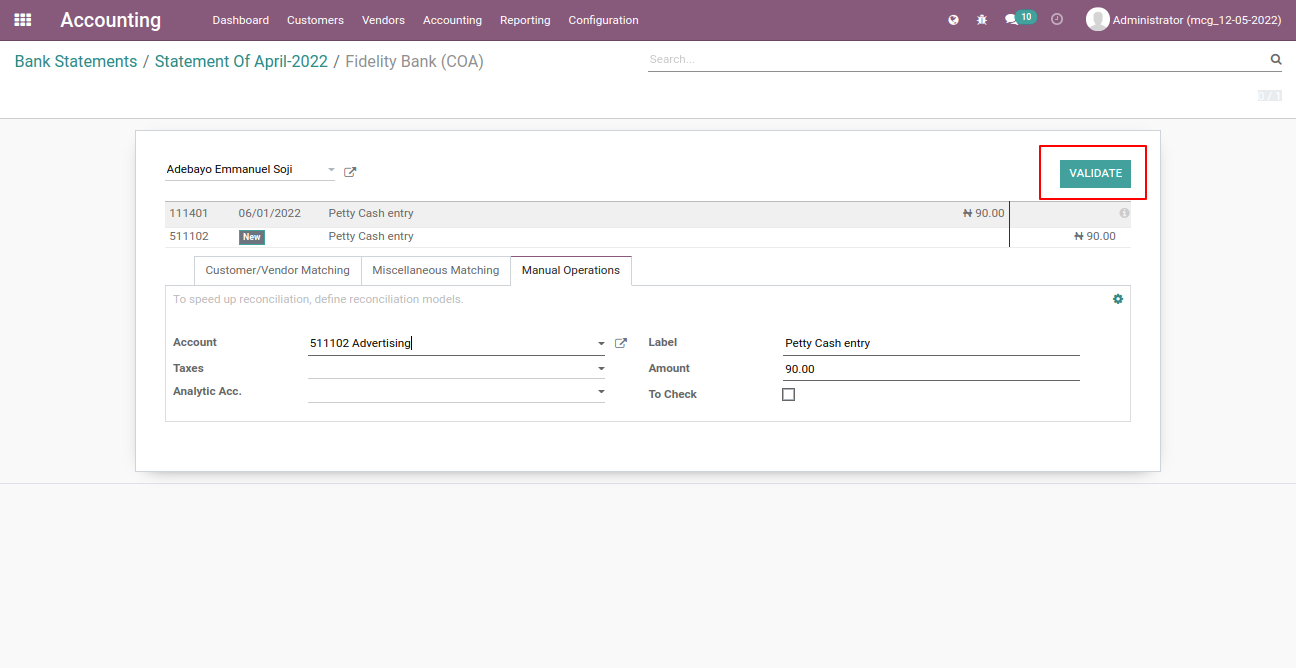 Accounting Dashboard Customers Vendors Accounting Reporting Configuration 10 Administrator (mcg_12-05-2022)
Bank Statements / Statement Of April-2022 / Fidelity Bank (COA) Search...
0 / 1
Adebayo Emmanuel Soji VALIDATE
111401 06/01/2022 Petty Cash entry ₦ 90.00
511102 New Petty Cash entry ₦ 90.00
Customer/Vendor Matching Miscellaneous Matching Manual Operations
To speed up reconciliation, define reconciliation models.
Account 511102 Advertising Label Petty Cash entry
Taxes Amount 90.00
Analytic Acc. To Check